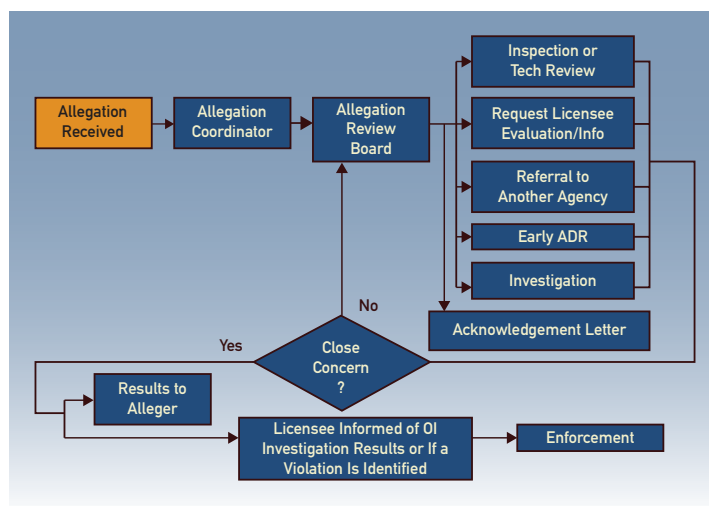 Allegation
Received
Allegation
Coordinator
Allegation
Review
Board
Inspection or
Tech Review
Request Licensee
Evaluation/Info
Referral to
Another Agency
Early ADR
Investigation
Acknowledgement Letter
No
Yes
Close
Concern
?
Results to
Alleger
Licensee Informed of OI
Investigation Results or If a
Violation Is Identified
Enforcement